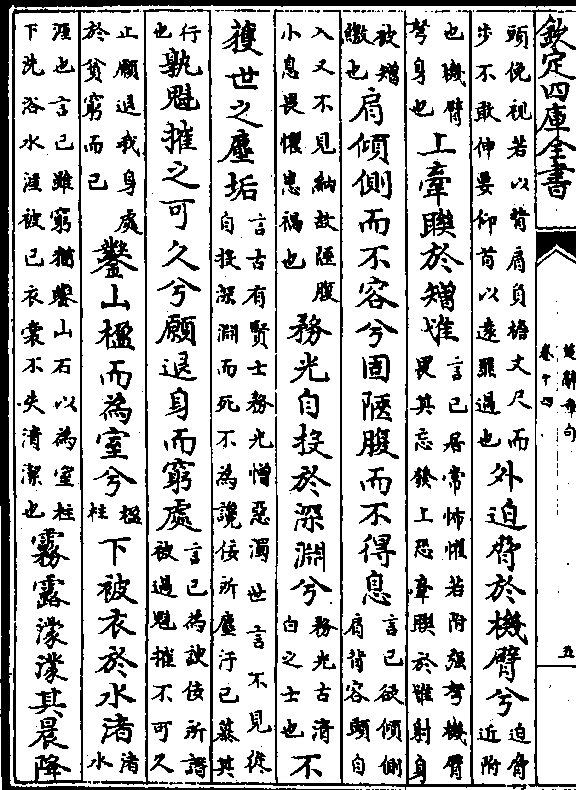 欽定四庫全書
楚辭章句
卷十四
五
頭俛視若以背肩負檐丈尺而
步不敢伸要仰首以遠罪過也
外迫脅於機臂兮
迫脅
近附
也機臂
弩身也
上牽聯於矰隿
言己居常怖懼若附強弩機臂
畏其忽發上恐牽聯於隿射身
被矰
繳也
肩傾側而不容兮固陿腹而不得息
言己欲傾側
肩背容頭自
入又不見納故陿腹
小息畏懼患禍也
務光自投於深淵兮
務光古清
白之士也
不
獲世之塵垢
言古有賢士務光憎惡濁世言不見從
自投深淵而死不為讒佞所塵汙己慕其
行
也
孰魁摧之可久兮願退身而窮處
言己為諛佞所譖
被過魁摧不可久
止願退我身處
於貧窮而已
鑿山楹而為室兮
楹
柱
下被衣於水渚
渚
水
涯也言己雖窮猶鑿山石以為室柱
下洗浴水涯被己衣裳不失清潔也
霧露濛濛其晨降